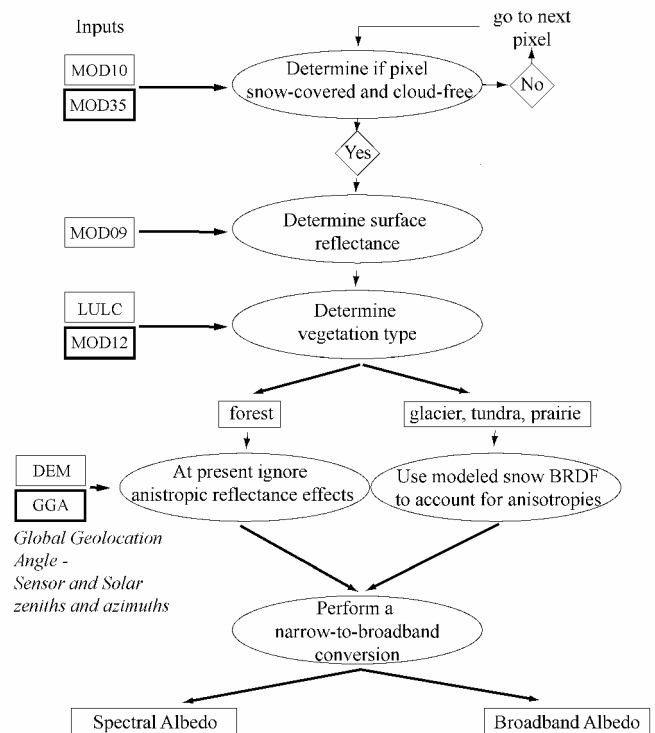 Inputs
go to next
pixel
MOD10
MOD35
Determine if pixel
snow-covered and cloud-free
No
Yes
MOD09
Determine surface
reflectance
LULC
MOD12
Determine
vegetation type
forest
glacier, tundra, prairie
DEM
GGA
At present ignore
anistropic reflectance effects
Use modeled snow BRDF
to account for anisotropies
Global Geolocation
Angle -
Sensor and Solar
zeniths and azimuths
Perform a
narrow-to-broadband
conversion
Spectral Albedo
Broadband Albedo